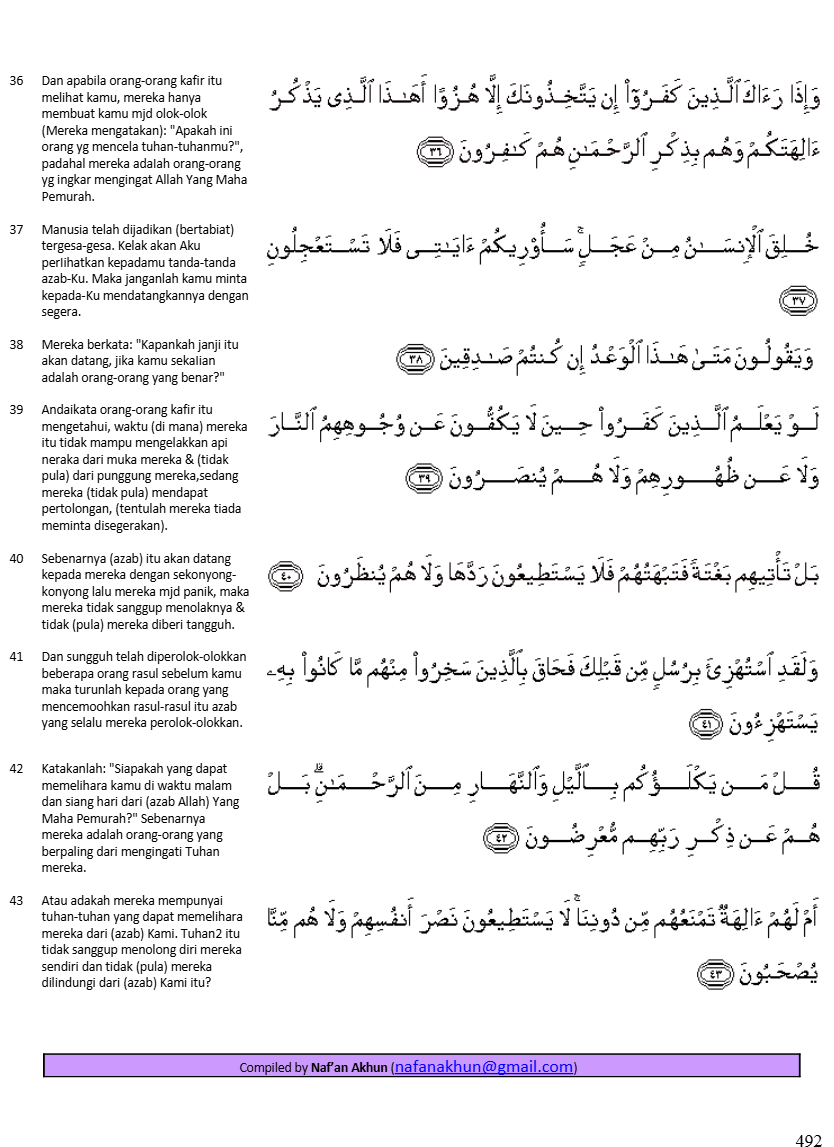 36 Dan apabila orang-orang kafir itu
melihat kamu, mereka hanya
membuat kamu mjd olok-olok
(Mereka mengatakan): "Apakah ini
orang yg mencela tuhan-tuhanmu?",
padahal mereka adalah orang-orang
yg ingkar mengingat Allah Yang Maha
Pemurah.
وَإِذَا رَءَاكَ ٱلَّذِينَ كَفَرُوٓا۟ إِن يَتَّخِذُونَكَ إِلَّا هُزُوًا أَهَـٰذَا ٱلَّذِى يَذْكُرُ
ءَالِهَتَكُمْ وَهُم بِذِكْرِ ٱلرَّحْمَـٰنِ هُمْ كَـٰفِرُونَ ٣٦
37 Manusia telah dijadikan (bertabiat)
tergesa-gesa. Kelak akan Aku
perlihatkan kepadamu tanda-tanda
azab-Ku. Maka janganlah kamu minta
kepada-Ku mendatangkannya dengan
segera.
خُلِقَ ٱلْإِنسَـٰنُ مِنْ عَجَلٍ ۚ سَأُو۟رِيكُمْ ءَايَـٰتِى فَلَا تَسْتَعْجِلُونِ
٣٧
38 Mereka berkata: "Kapankah janji itu
akan datang, jika kamu sekalian
adalah orang-orang yang benar?"
وَيَقُولُونَ مَتَىٰ هَـٰذَا ٱلْوَعْدُ إِن كُنتُمْ صَـٰدِقِينَ ٣٨
39 Andaikata orang-orang kafir itu
mengetahui, waktu (di mana) mereka
itu tidak mampu mengelakkan api
neraka dari muka mereka & (tidak
pula) dari punggung mereka,sedang
mereka (tidak pula) mendapat
pertolongan, (tentulah mereka tiada
meminta disegerakan).
لَوْ يَعْلَمُ ٱلَّذِينَ كَفَرُوا۟ حِينَ لَا يَكُفُّونَ عَن وُجُوهِهِمُ ٱلنَّارَ
وَلَا عَن ظُهُورِهِمْ وَلَا هُمْ يُنصَرُونَ ٣٩
40 Sebenarnya (azab) itu akan datang
kepada mereka dengan sekonyong-
konyong lalu mereka mjd panik, maka
mereka tidak sanggup menolaknya &
tidak (pula) mereka diberi tangguh.
بَلْ تَأْتِيهِم بَغْتَةً فَتَبْهَتُهُمْ فَلَا يَسْتَطِيعُونَ رَدَّهَا وَلَا هُمْ يُنظَرُونَ ٤٠
41 Dan sungguh telah diperolok-olokkan
beberapa orang rasul sebelum kamu
maka turunlah kepada orang yang
mencemoohkan rasul-rasul itu azab
yang selalu mereka perolok-olokkan.
وَلَقَدِ ٱسْتُهْزِئَ بِرُسُلٍ مِّن قَبْلِكَ فَحَاقَ بِٱلَّذِينَ سَخِرُوا۟ مِنْهُم مَّا كَانُوا۟ بِهِۦ
يَسْتَهْزِءُونَ ٤١
42 Katakanlah: "Siapakah yang dapat
memelihara kamu di waktu malam
dan siang hari dari (azab Allah) Yang
Maha Pemurah?" Sebenarnya
mereka adalah orang-orang yang
berpaling dari mengingati Tuhan
mereka.
قُلْ مَن يَكْلَؤُكُم بِٱلَّيْلِ وَٱلنَّهَارِ مِنَ ٱلرَّحْمَـٰنِ ۗ بَلْ
هُمْ عَن ذِكْرِ رَبِّهِم مُّعْرِضُونَ ٤٢
43 Atau adakah mereka mempunyai
tuhan-tuhan yang dapat memelihara
mereka dari (azab) Kami. Tuhan2 itu
tidak sanggup menolong diri mereka
sendiri dan tidak (pula) mereka
dilindungi dari (azab) Kami itu?
أَمْ لَهُمْ ءَالِهَةٌ تَمْنَعُهُم مِّن دُونِنَا ۚ لَا يَسْتَطِيعُونَ نَصْرَ أَنفُسِهِمْ وَلَا هُم مِّنَّا
يُصْحَبُونَ ٤٣
Compiled by Naf'an Akhun (nafanakhun@gmail.com)
492